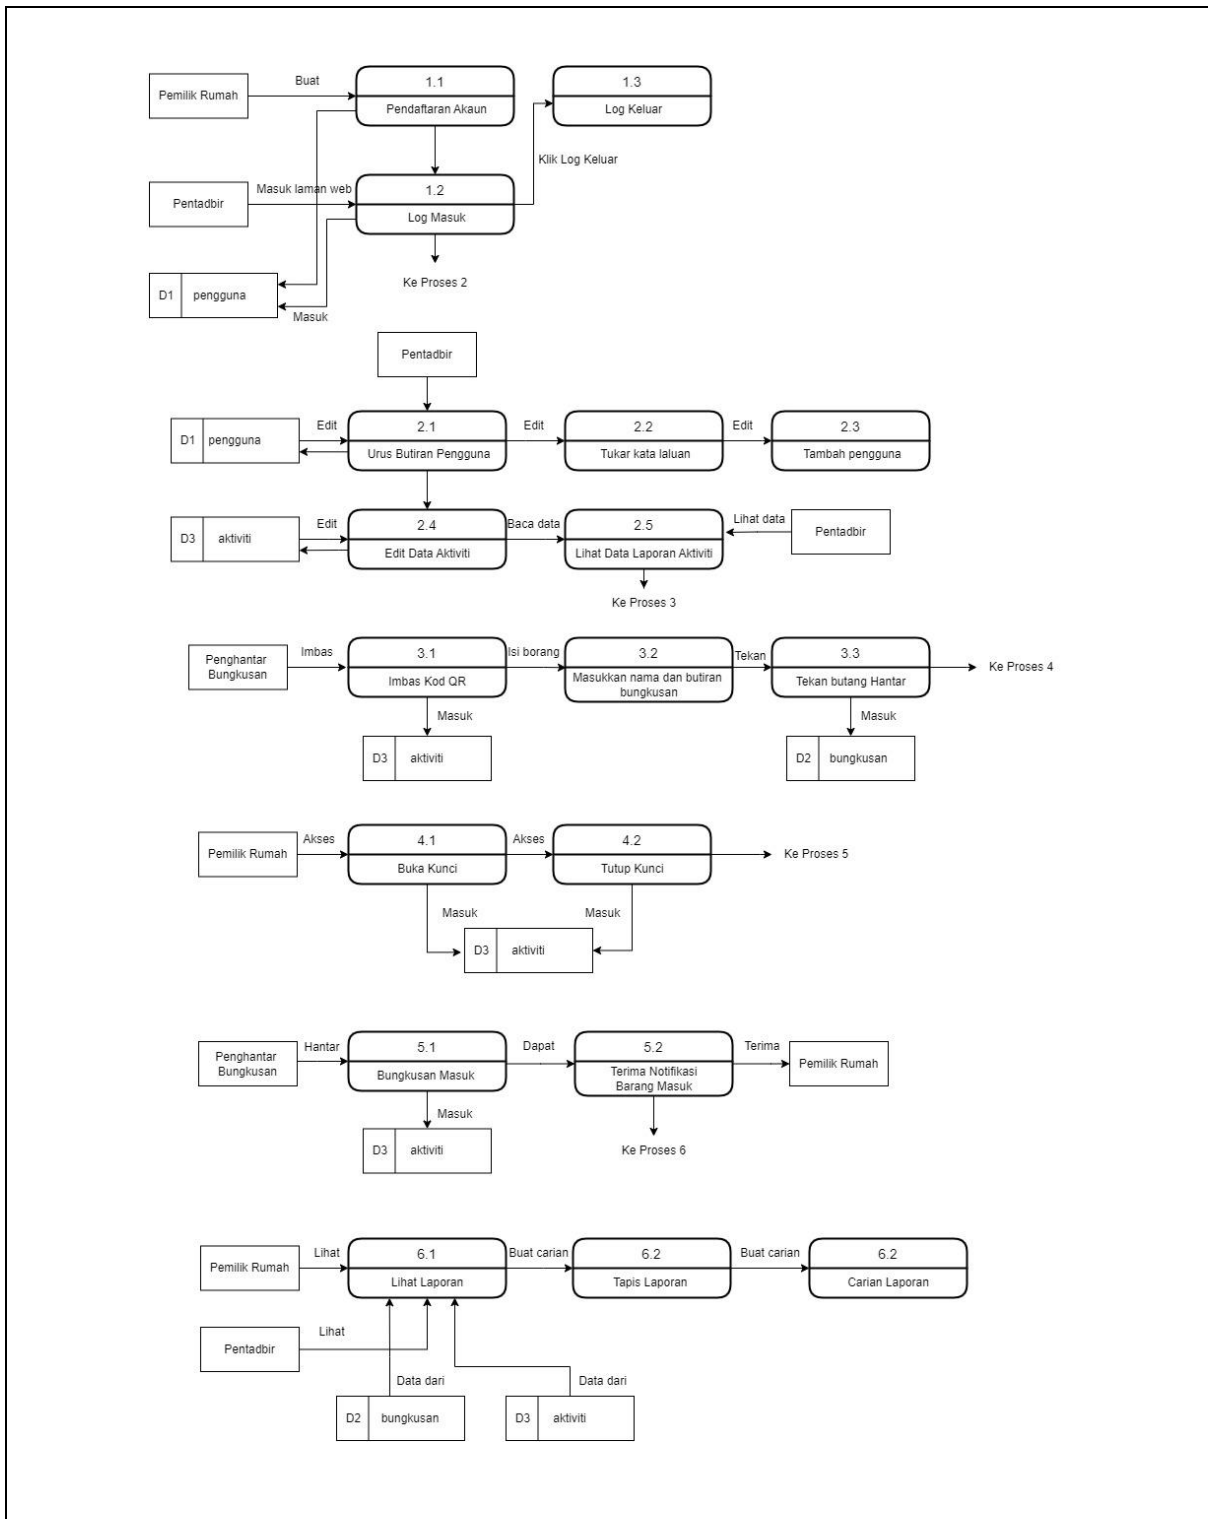 Pemilik Rumah
Buat
1.1
Pendaftaran Akaun
1.3
Log Keluar
Klik Log Keluar
Pentadbir
Masuk laman web
1.2
Log Masuk
Ke Proses 2
D1
pengguna
Masuk
Pentadbir
D1
pengguna
Edit
2.1
Urus Butiran Pengguna
Edit
2.2
Tukar kata laluan
Edit
2.3
Tambah pengguna
D3
aktiviti
Edit
2.4
Edit Data Aktiviti
Baca data
2.5
Lihat Data Laporan Aktiviti
Lihat data
Pentadbir
Ke Proses 3
Penghantar
Bungkusan
Imbas
3.1
Imbas Kod QR
Isi borang
3.2
Masukkan nama dan butiran
bungkusan
Tekan
3.3
Tekan butang Hantar
Ke Proses 4
Masuk
D3
aktiviti
Masuk
D2
bungkusan
Pemilik Rumah
Akses
4.1
Buka Kunci
Akses
4.2
Tutup Kunci
Ke Proses 5
Masuk
Masuk
D3
aktiviti
Penghantar
Bungkusan
Hantar
5.1
Bungkusan Masuk
Dapat
5.2
Terima Notifikasi
Barang Masuk
Terima
Pemilik Rumah
Masuk
D3
aktiviti
Ke Proses 6
Pemilik Rumah
Lihat
6.1
Lihat Laporan
Buat carian
6.2
Tapis Laporan
Buat carian
6.2
Carian Laporan
Pentadbir
Lihat
Data dari
Data dari
D2
bungkusan
D3
aktiviti